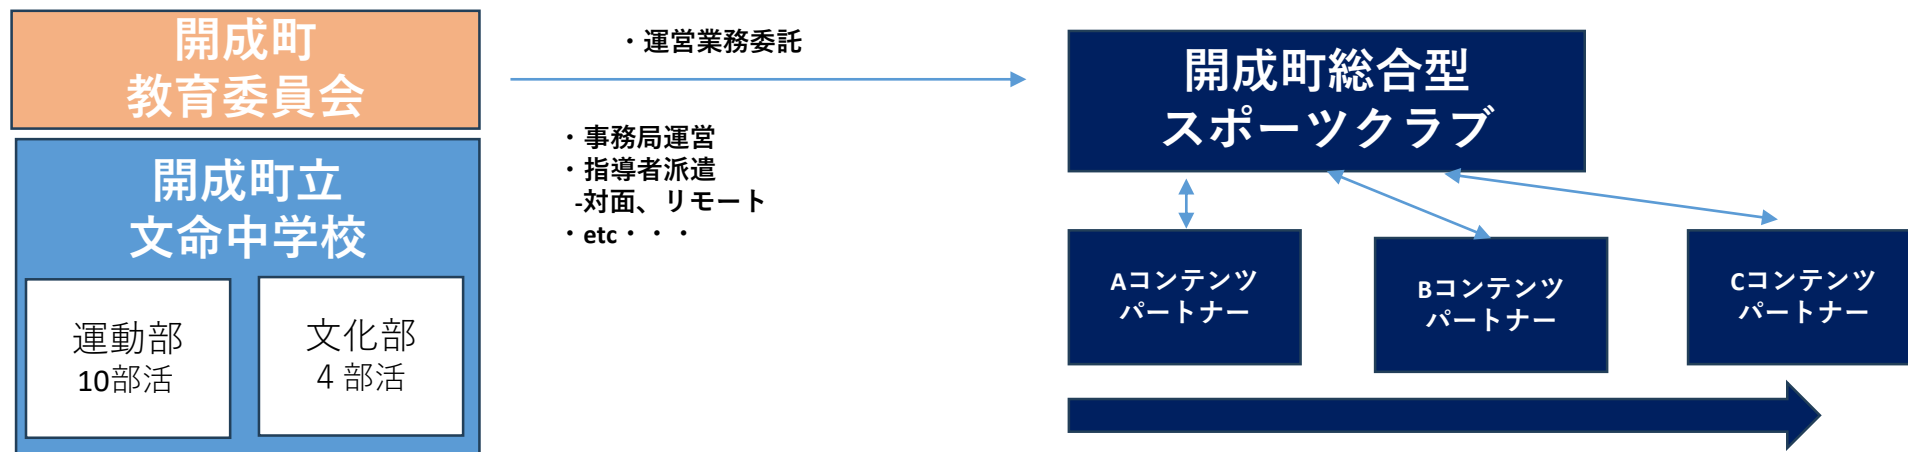 開成町
教育委員会
開成町立
文命中学校
運動部
10部活
文化部
４部活
・運営業務委託
・事務局運営
・指導者派遣
-対面、リモート
・etc・・・
開成町総合型
スポーツクラブ
Aコンテンツ
パートナー
Bコンテンツ
パートナー
Cコンテンツ
パートナー